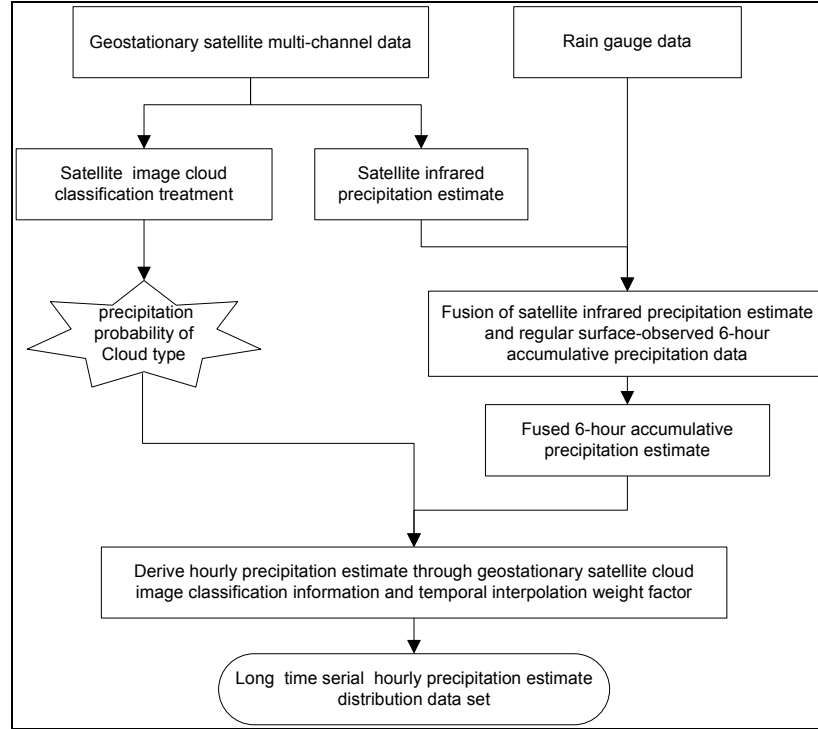 Geostationary satellite multi-channel data
Rain gauge data
Satellite image cloud
classification treatment
Satellite infrared
precipitation estimate
precipitation
probability of
Cloud type
Fusion of satellite infrared precipitation estimate
and regular surface-observed 6-hour
accumulative precipitation data
Fused 6-hour accumulative
precipitation estimate
Derive hourly precipitation estimate through geostationary satellite cloud
image classification information and temporal interpolation weight factor
Long time serial hourly precipitation estimate
distribution data set